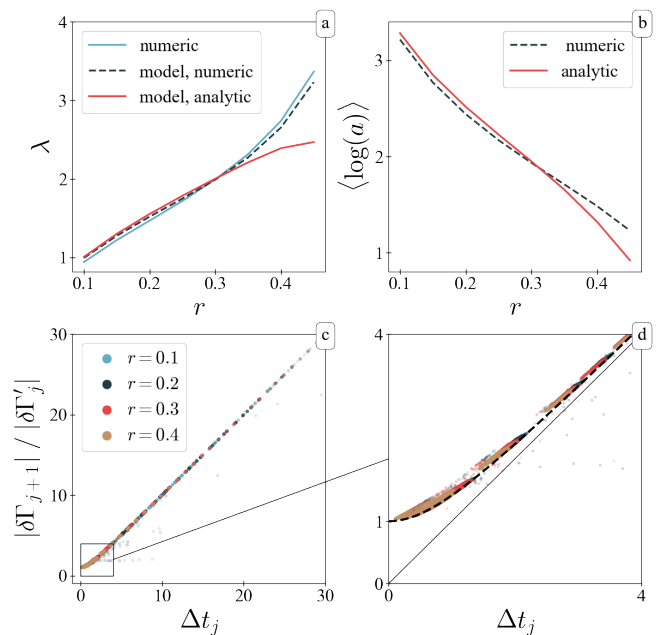 a
numeric
model, numeric
model, analytic
λ
4
3
2
1
0.1
0.2
0.3
0.4
r
b
numeric
analytic
⟨log(a)⟩
3
2
1
0.1
0.2
0.3
0.4
r
c
r = 0.1
r = 0.2
r = 0.3
r = 0.4
|δΓj+1| / |δΓ′j|
30
20
10
0
0
10
20
30
Δtj
d
4
1
0
0
4
Δtj